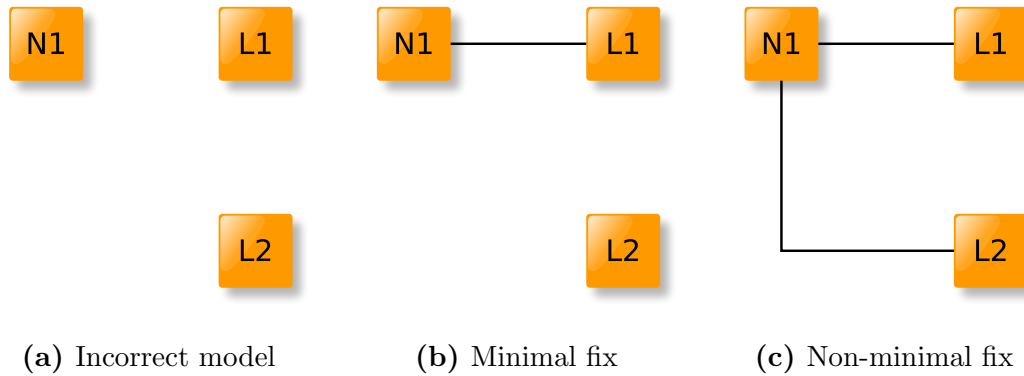 N1 L1 N1 L1 N1 L1
L2 L2 L2
(a) Incorrect model (b) Minimal fix (c) Non-minimal fix